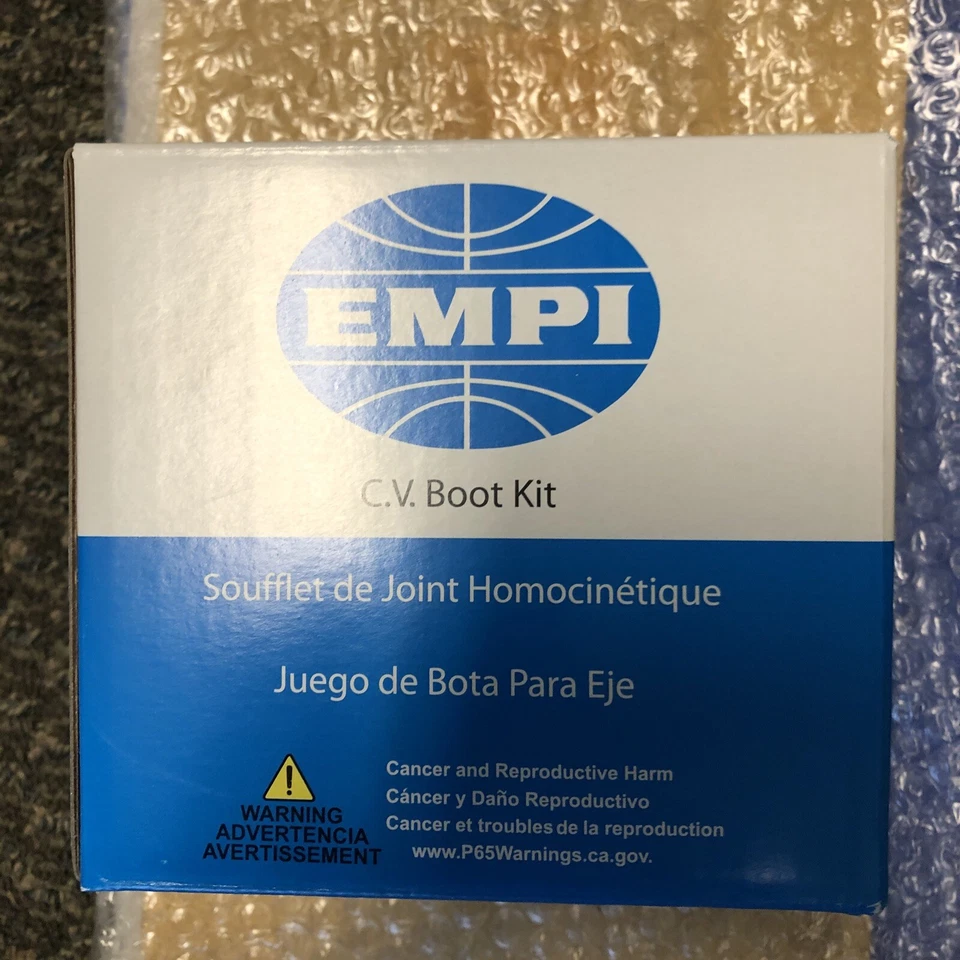 EMPI
C.V. Boot Kit
Soufflet de Joint Homocinétique
Juego de Bota Para Eje
WARNING
ADVERTENCIA
AVERTISSEMENT
Cancer and Reproductive Harm
Cáncer y Daño Reproductivo
Cancer et troubles de la reproduction
www.P65Warnings.ca.gov.